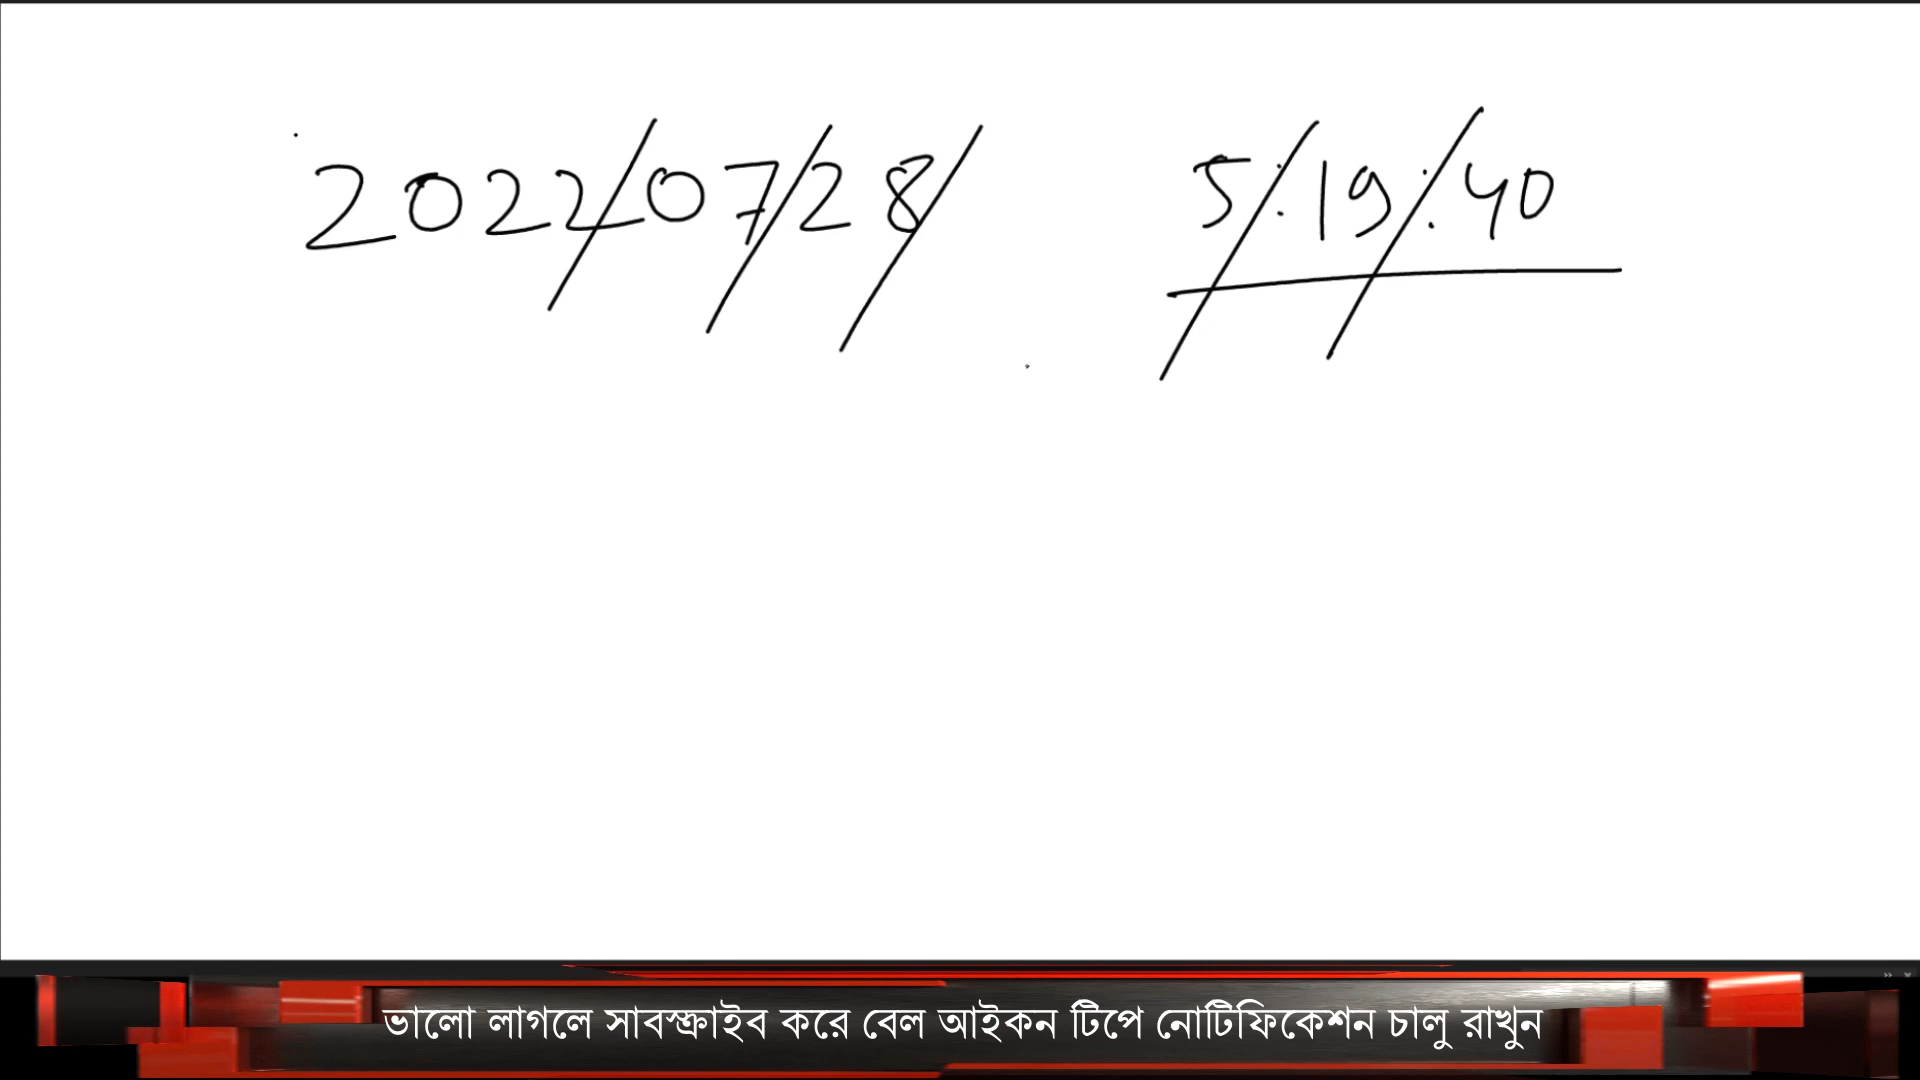 2022/07/28/ 5/:19/:40
ভালো লাগলে সাবস্ক্রাইব করে বেল আইকন টিপে নোটিফিকেশন চালু রাখুন